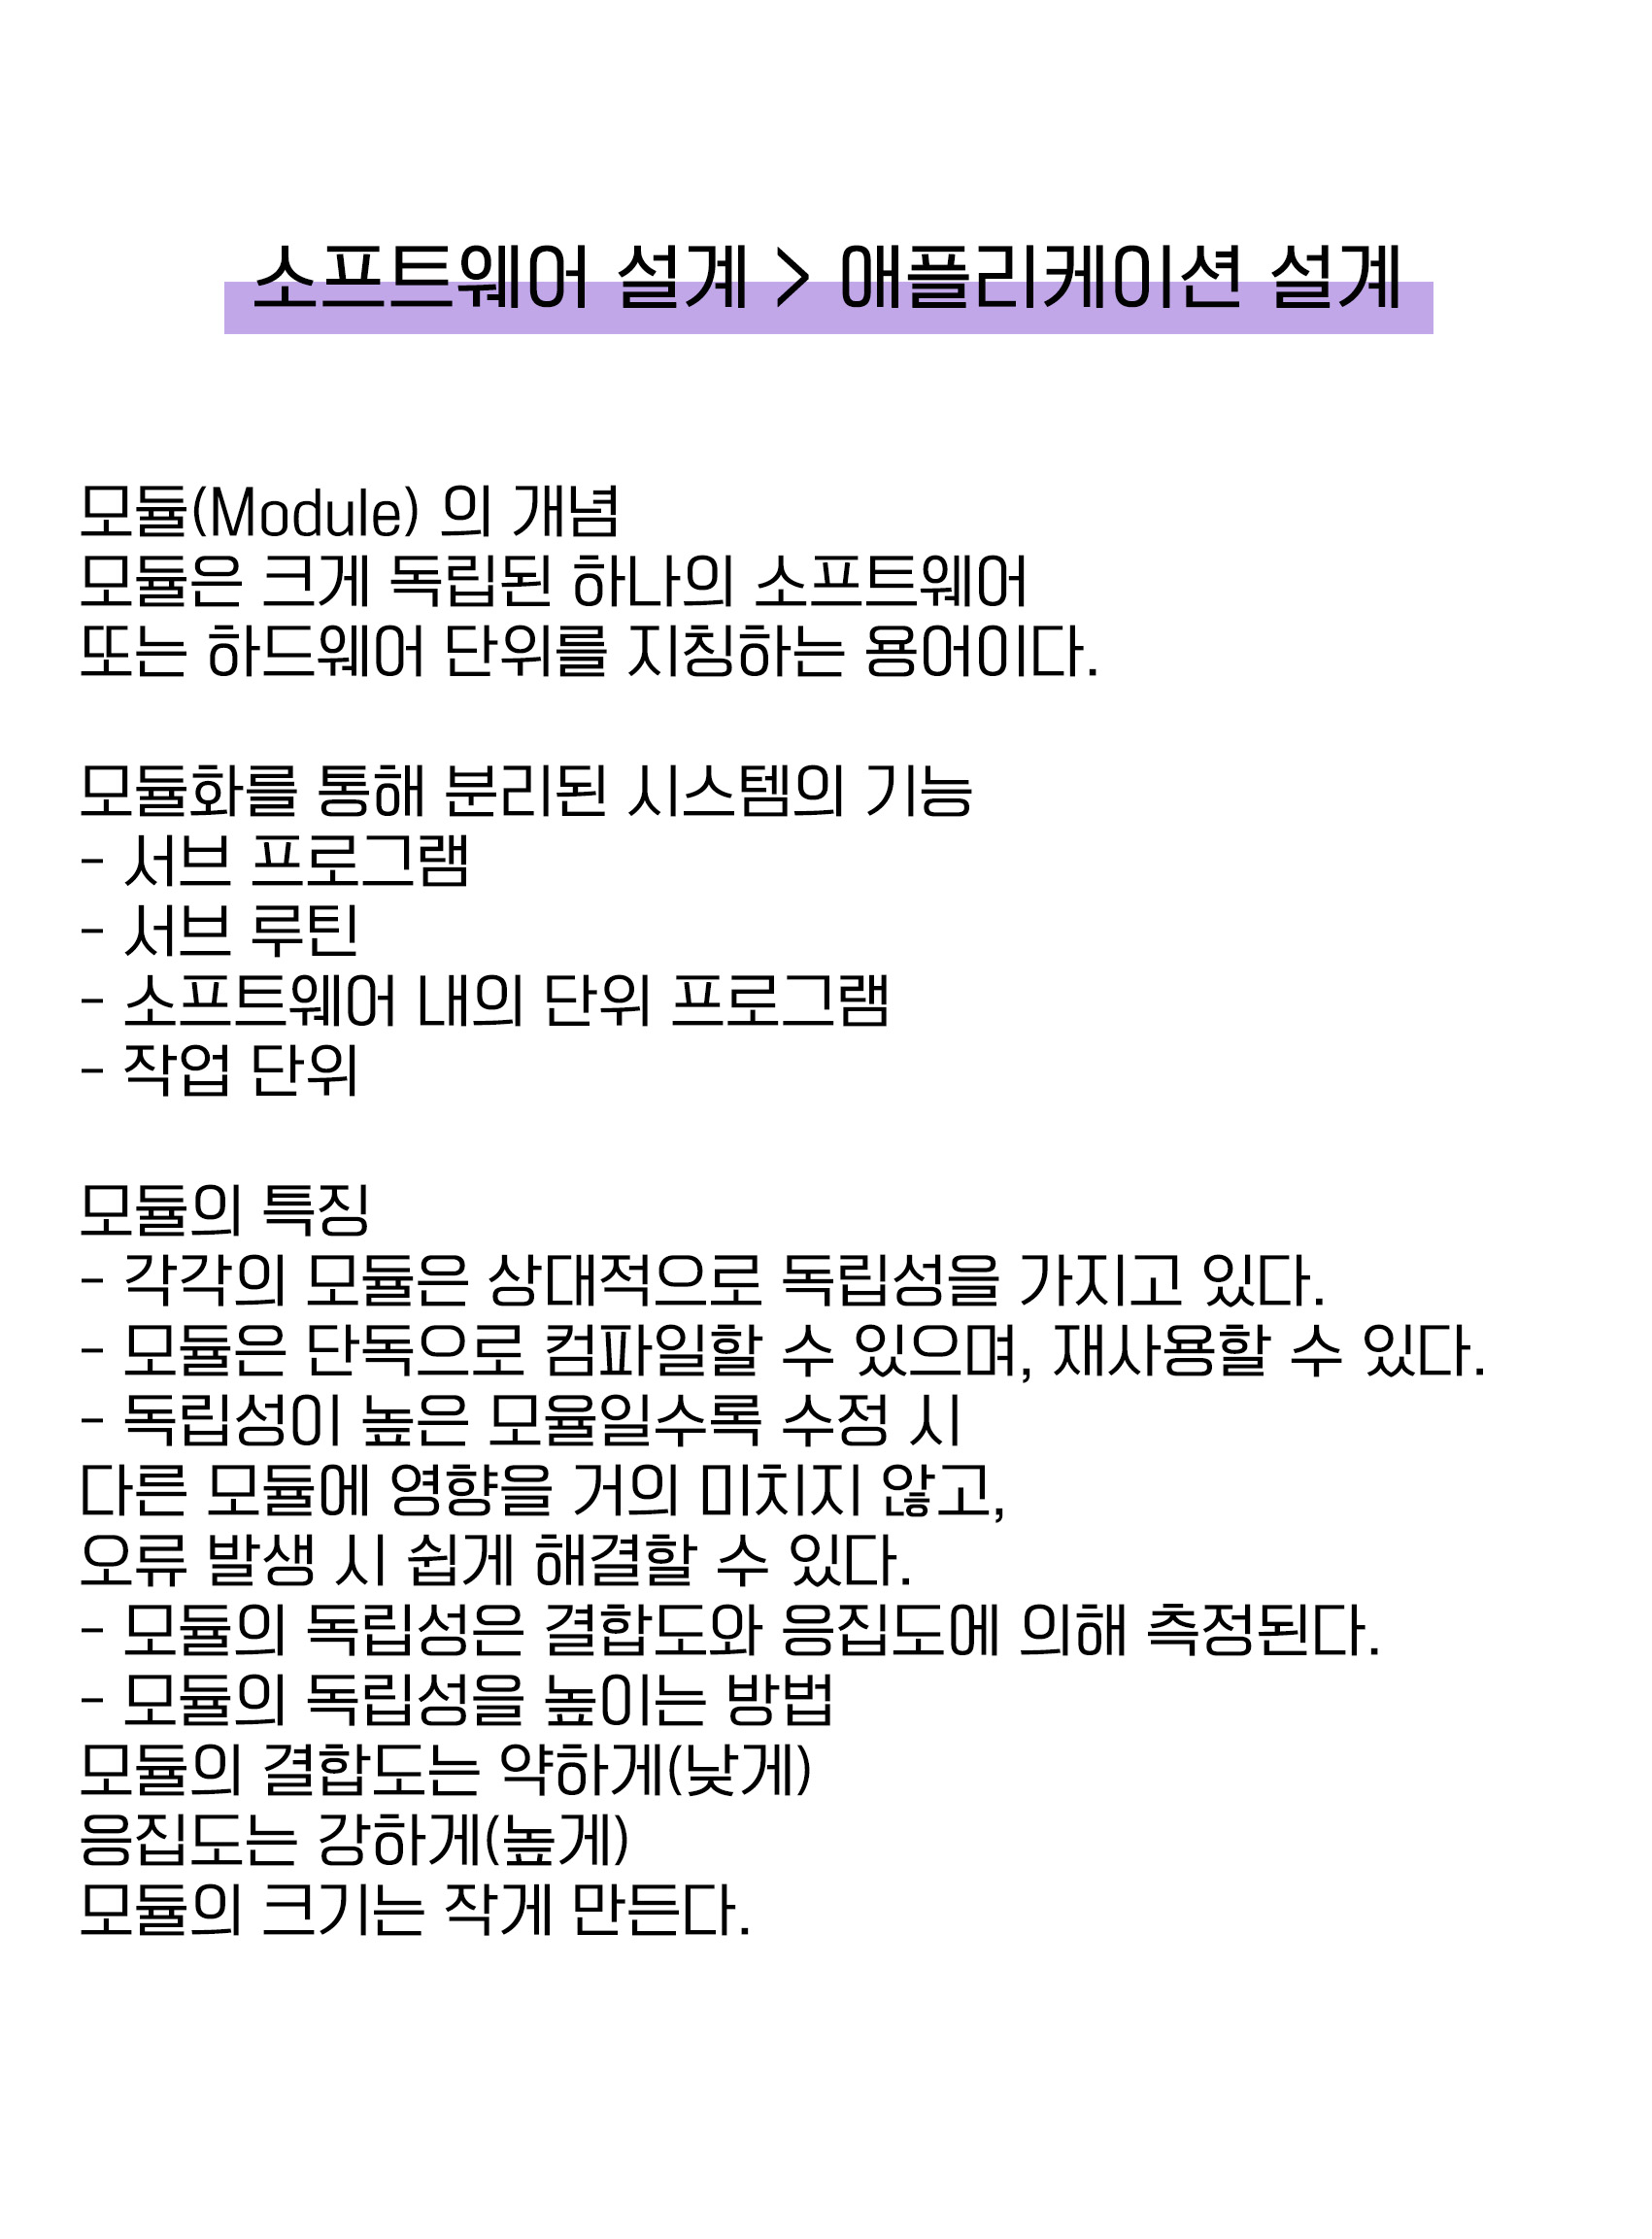 소프트웨어 설계 > 애플리케이션 설계
모듈(Module) 의 개념
모듈은 크게 독립된 하나의 소프트웨어
또는 하드웨어 단위를 지칭하는 용어이다.
모듈화를 통해 분리된 시스템의 기능
- 서브 프로그램
- 서브 루틴
- 소프트웨어 내의 단위 프로그램
- 작업 단위
모듈의 특징
- 각각의 모듈은 상대적으로 독립성을 가지고 있다.
- 모듈은 단독으로 컴파일할 수 있으며, 재사용할 수 있다.
- 독립성이 높은 모율일수록 수정 시
다른 모듈에 영향을 거의 미치지 않고,
오류 발생 시 쉽게 해결할 수 있다.
- 모듈의 독립성은 결합도와 응집도에 의해 측정된다.
- 모듈의 독립성을 높이는 방법
모듈의 결합도는 약하게(낮게)
응집도는 강하게(높게)
모듈의 크기는 작게 만든다.